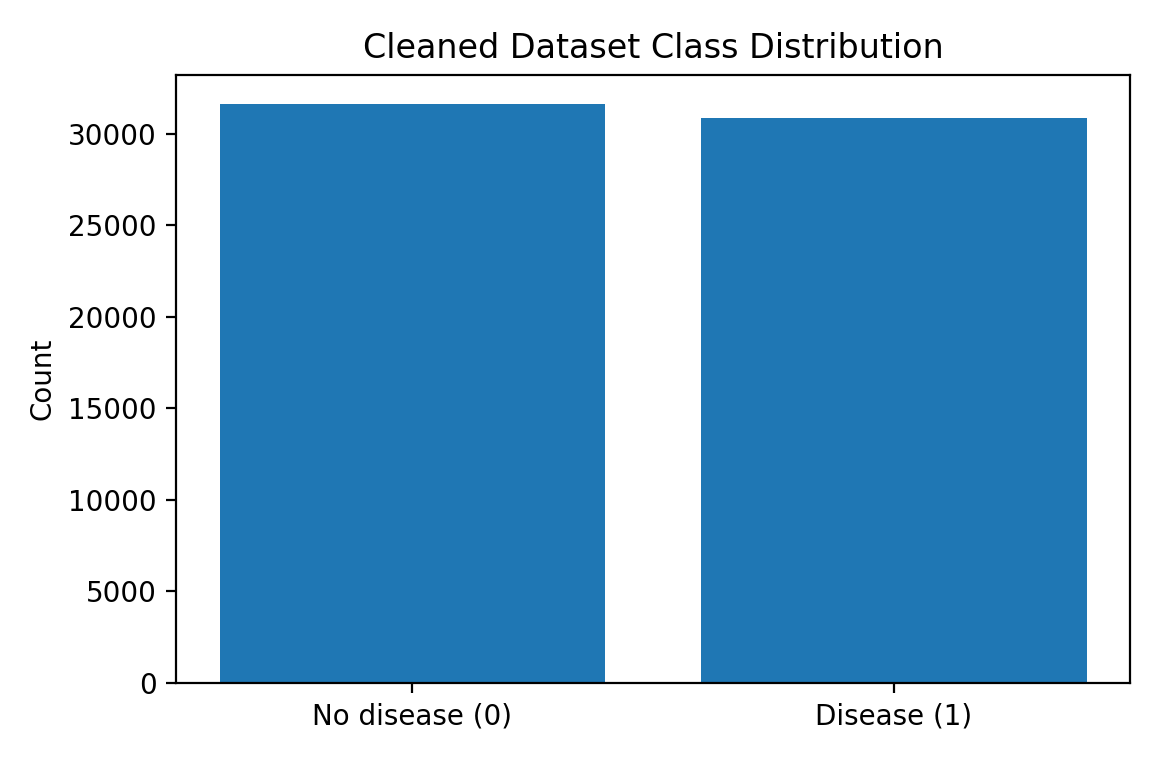 Cleaned Dataset Class Distribution
Count
30000
25000
20000
15000
10000
5000
0
No disease (0)
Disease (1)